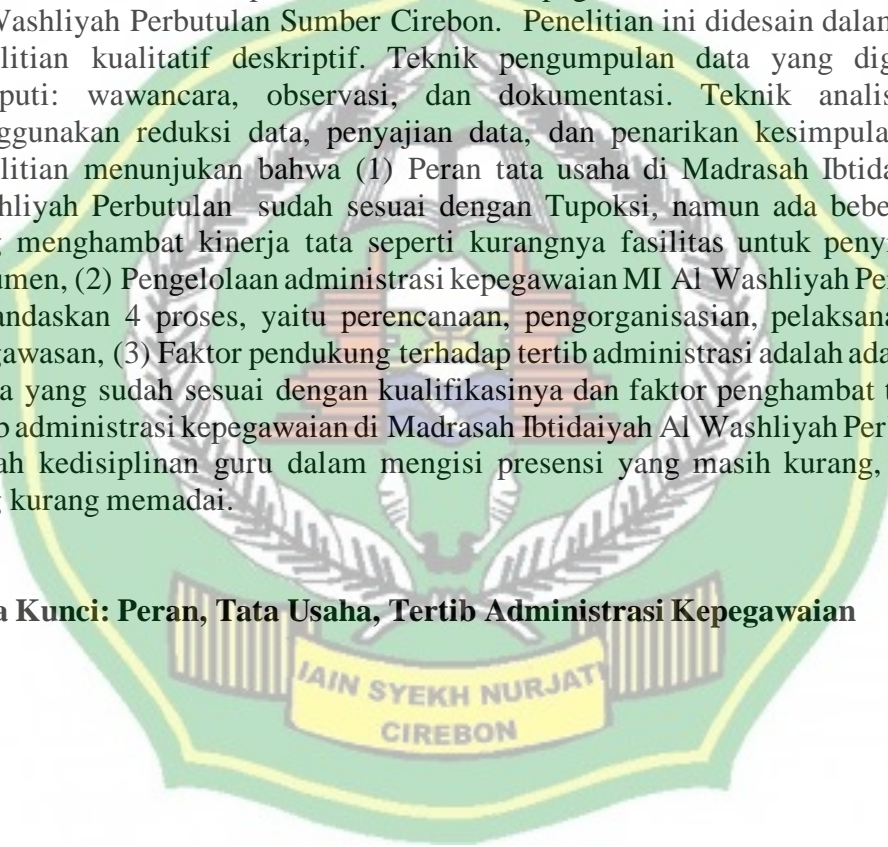 Washliyah Perbutulan Sumber Cirebon. Penelitian ini didesain dalam
litian kualitatif deskriptif. Teknik pengumpulan data yang dig
puti: wawancara, observasi, dan dokumentasi. Teknik analis
ggunakan reduksi data, penyajian data, dan penarikan kesimpula
litian menunjukan bahwa (1) Peran tata usaha di Madrasah Ibtida
hliyah Perbutulan sudah sesuai dengan Tupoksi, namun ada bebe
menghambat kinerja tata seperti kurangnya fasilitas untuk peny
umen, (2) Pengelolaan administrasi kepegawaian MI Al Washliyah Pe
andaskan 4 proses, yaitu perencanaan, pengorganisasian, pelaksana
gawasan, (3) Faktor pendukung terhadap tertib administrasi adalah ada
a yang sudah sesuai dengan kualifikasinya dan faktor penghambat t
b administrasi kepegawaian di Madrasah Ibtidaiyah Al Washliyah Per
ah kedisiplinan guru dalam mengisi presensi yang masih kurang,
g kurang memadai.
a Kunci: Peran, Tata Usaha, Tertib Administrasi Kepegawaian
IAIN SYEKH NURJATI
CIREBON